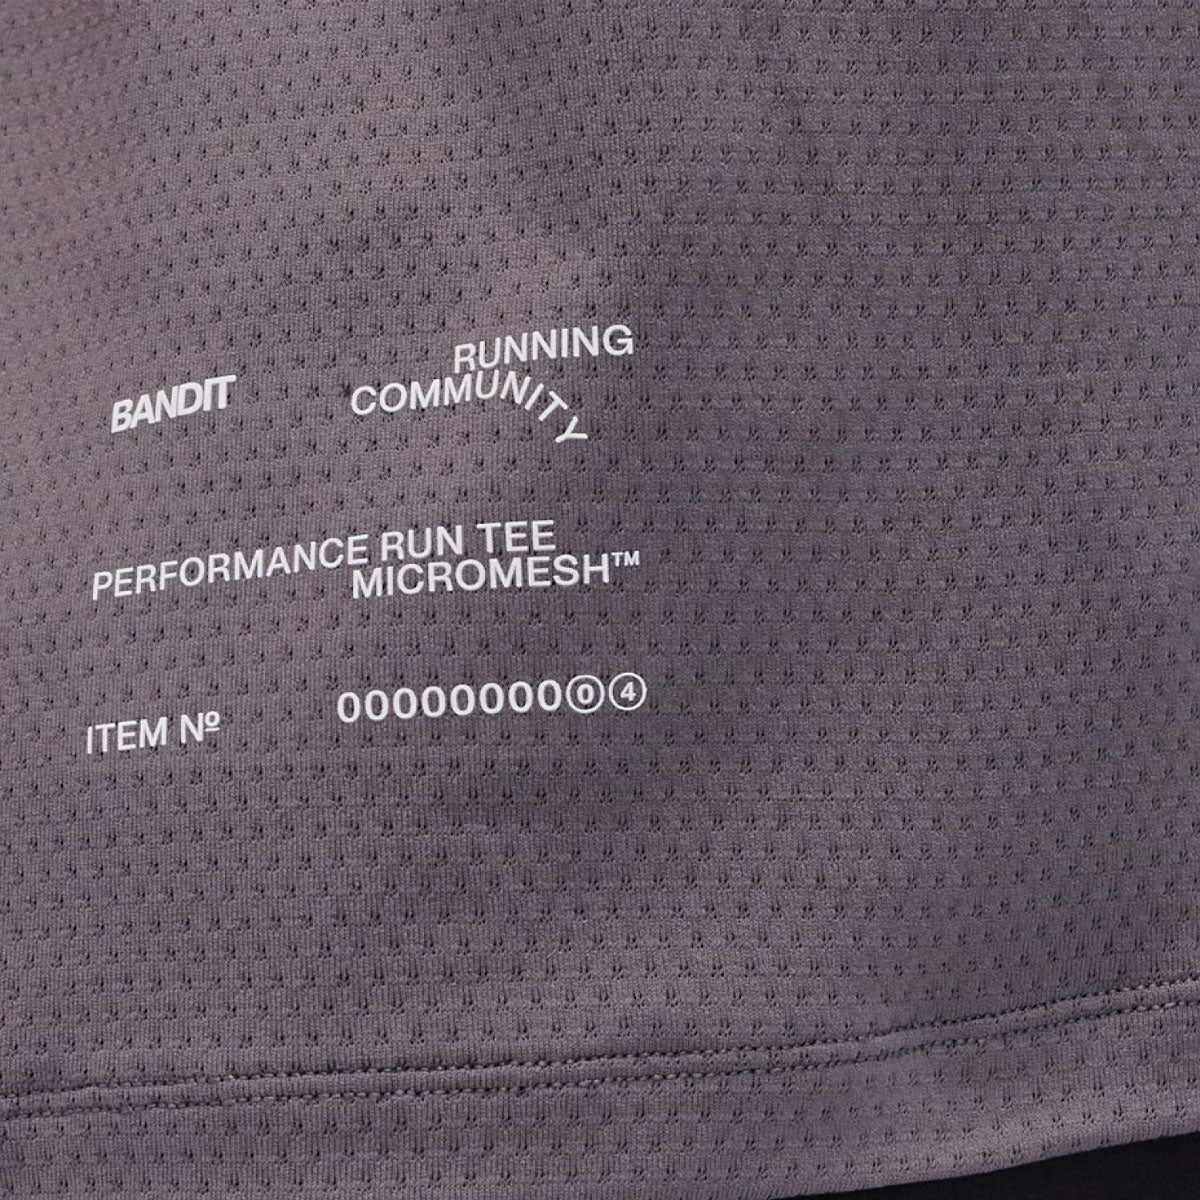 BANDIT
RUNNING
COMMUNITY
PERFORMANCE RUN TEE
MICROMESH™
ITEM Nº
00000000⓪④